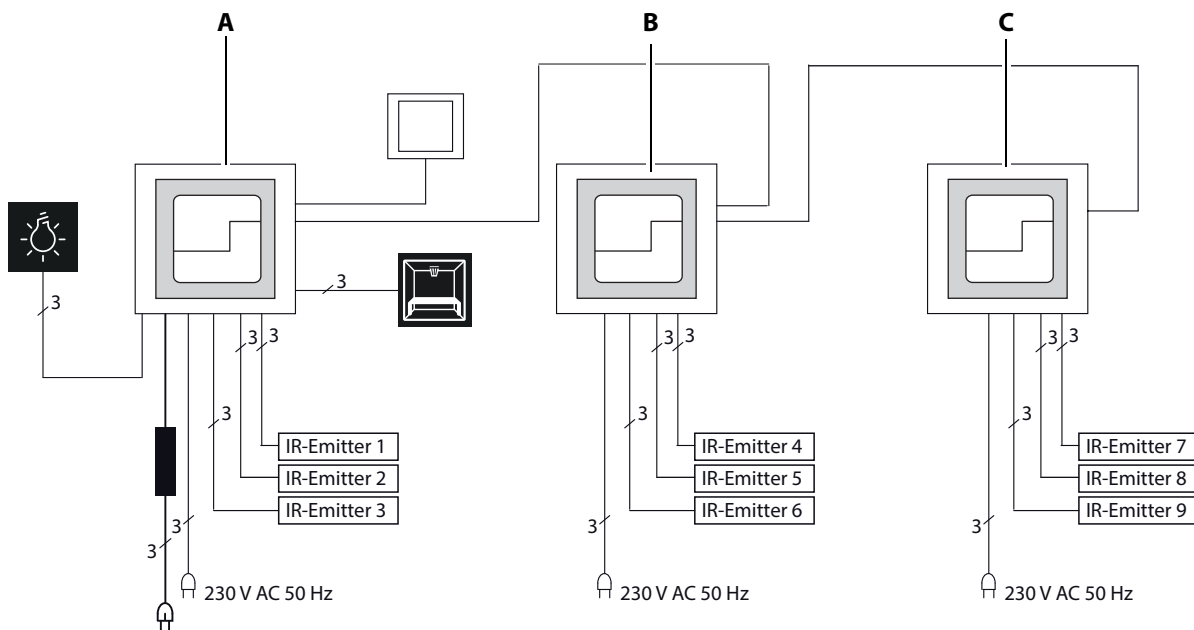 A B C
3
3
3 3
3 3
3 3
3
3
3
IR-Emitter 1
IR-Emitter 4
IR-Emitter 7
IR-Emitter 2
IR-Emitter 5
IR-Emitter 8
IR-Emitter 3
IR-Emitter 6
IR-Emitter 9
3
3
3
3
230 V AC 50 Hz
230 V AC 50 Hz
230 V AC 50 Hz